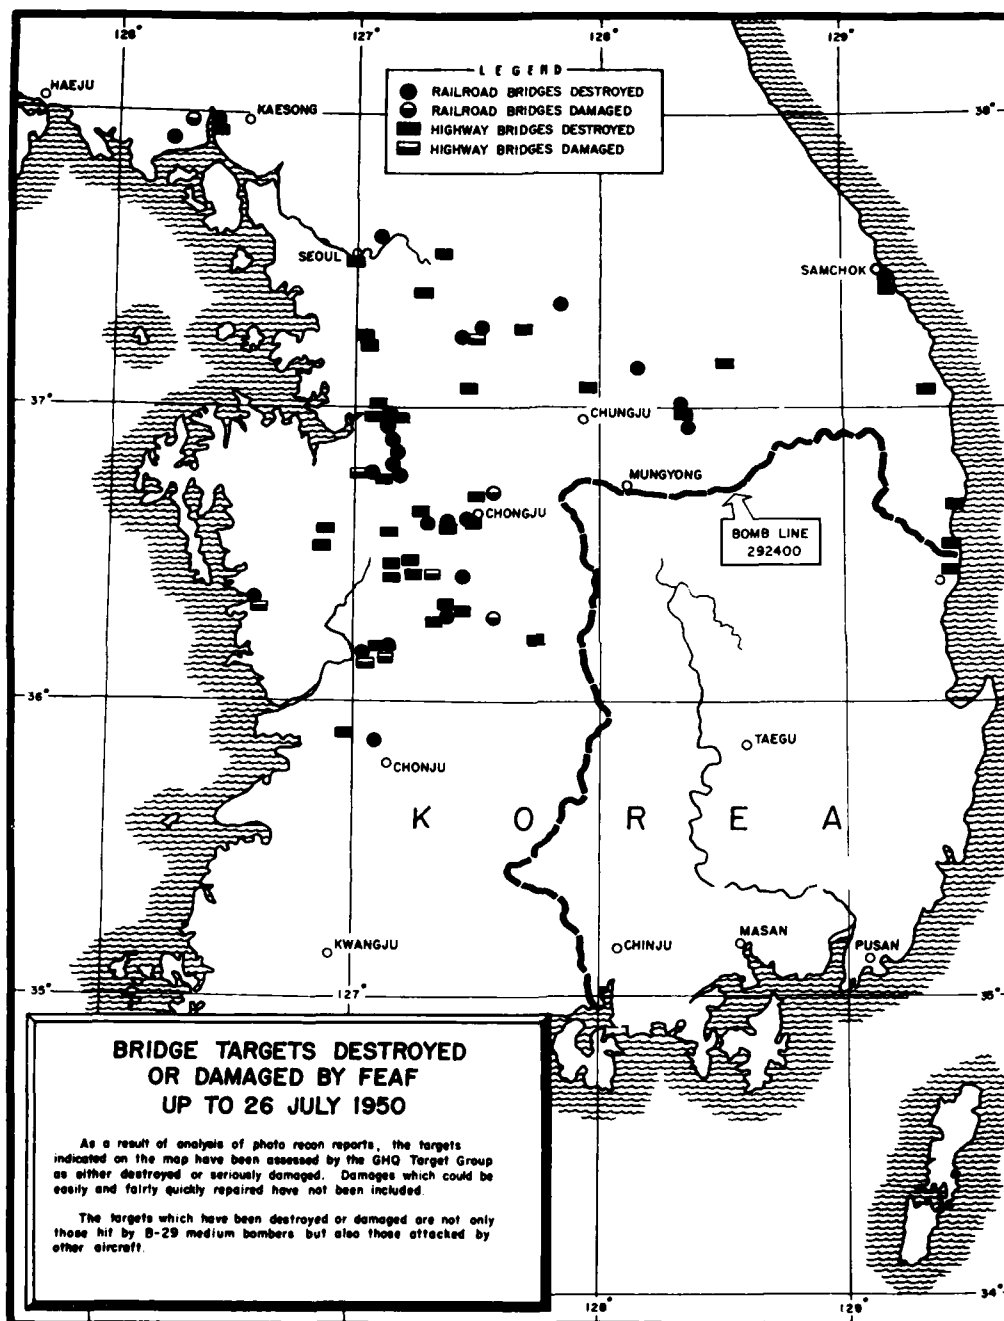 126°
127°
128°
129°
LEGEND
RAILROAD BRIDGES DESTROYED
RAILROAD BRIDGES DAMAGED
HIGHWAY BRIDGES DESTROYED
HIGHWAY BRIDGES DAMAGED
HAEJU
KAESONG
38°
SEOUL
SAMCHOK
37°
CHUNGJU
MUNGYONG
CHONGJU
BOMB LINE
292400
36°
TAEGU
CHONJU
KOREA
KWANGJU
CHINJU
MASAN
PUSAN
35°
127°
35°
BRIDGE TARGETS DESTROYED
OR DAMAGED BY FEAF
UP TO 26 JULY 1950
As a result of analysis of photo recon reports, the targets
indicated on the map have been assessed by the GHQ Target Group
as either destroyed or seriously damaged. Damages which could be
easily and fairly quickly repaired have not been included.
The targets which have been destroyed or damaged are not only
those hit by B-29 medium bombers but also those attacked by
other aircraft.
34°
128°
129°